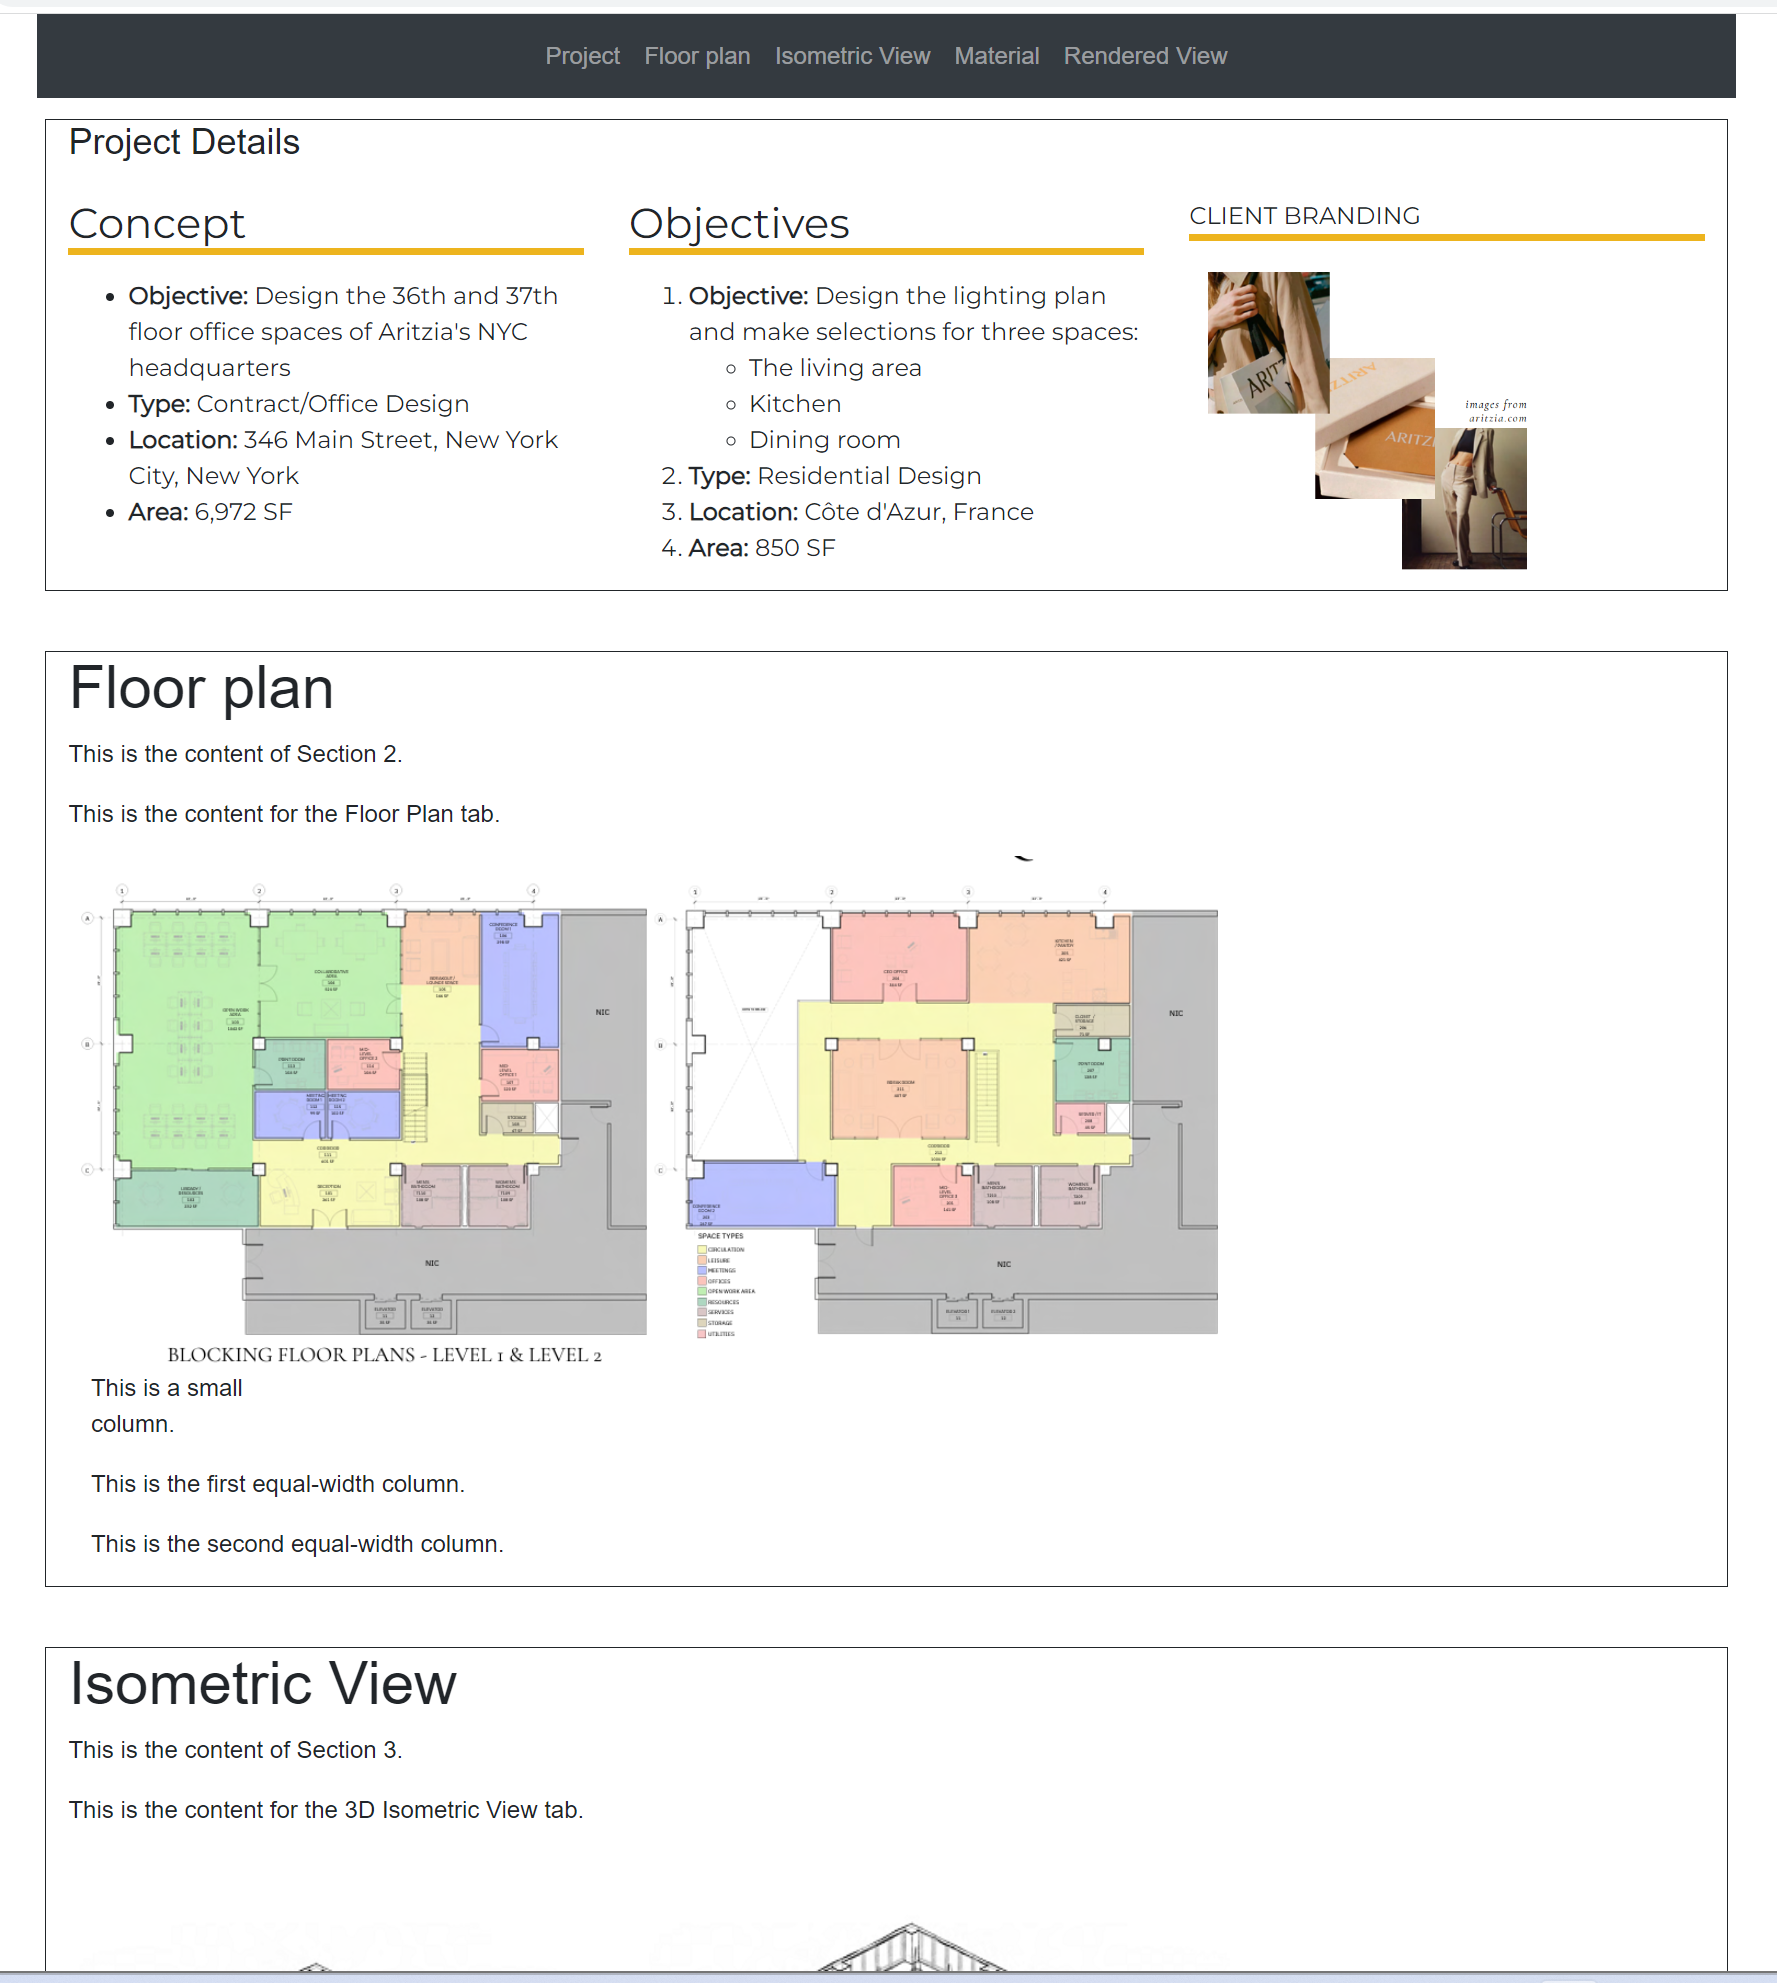 Project Floor plan Isometric View Material Rendered View
Project Details
Concept
• Objective: Design the 36th and 37th
floor office spaces of Aritzia's NYC
headquarters
• Type: Contract/Office Design
• Location: 346 Main Street, New York
City, New York
• Area: 6,972 SF
Objectives
1. Objective: Design the lighting plan
and make selections for three spaces:
○ The living area
○ Kitchen
○ Dining room
2. Type: Residential Design
3. Location: Côte d'Azur, France
4. Area: 850 SF
CLIENT BRANDING
images from
aritzia.com
Floor plan
This is the content of Section 2.
This is the content for the Floor Plan tab.
NIC
NIC
NIC
NIC
SPACE TYPES
CIRCULATION
LEISURE
MEETINGS
OFFICES
OPEN WORK AREA
RESOURCES
SERVICES
STORAGE
UTILITIES
BLOCKING FLOOR PLANS - LEVEL 1 & LEVEL 2
This is a small
column.
This is the first equal-width column.
This is the second equal-width column.
Isometric View
This is the content of Section 3.
This is the content for the 3D Isometric View tab.